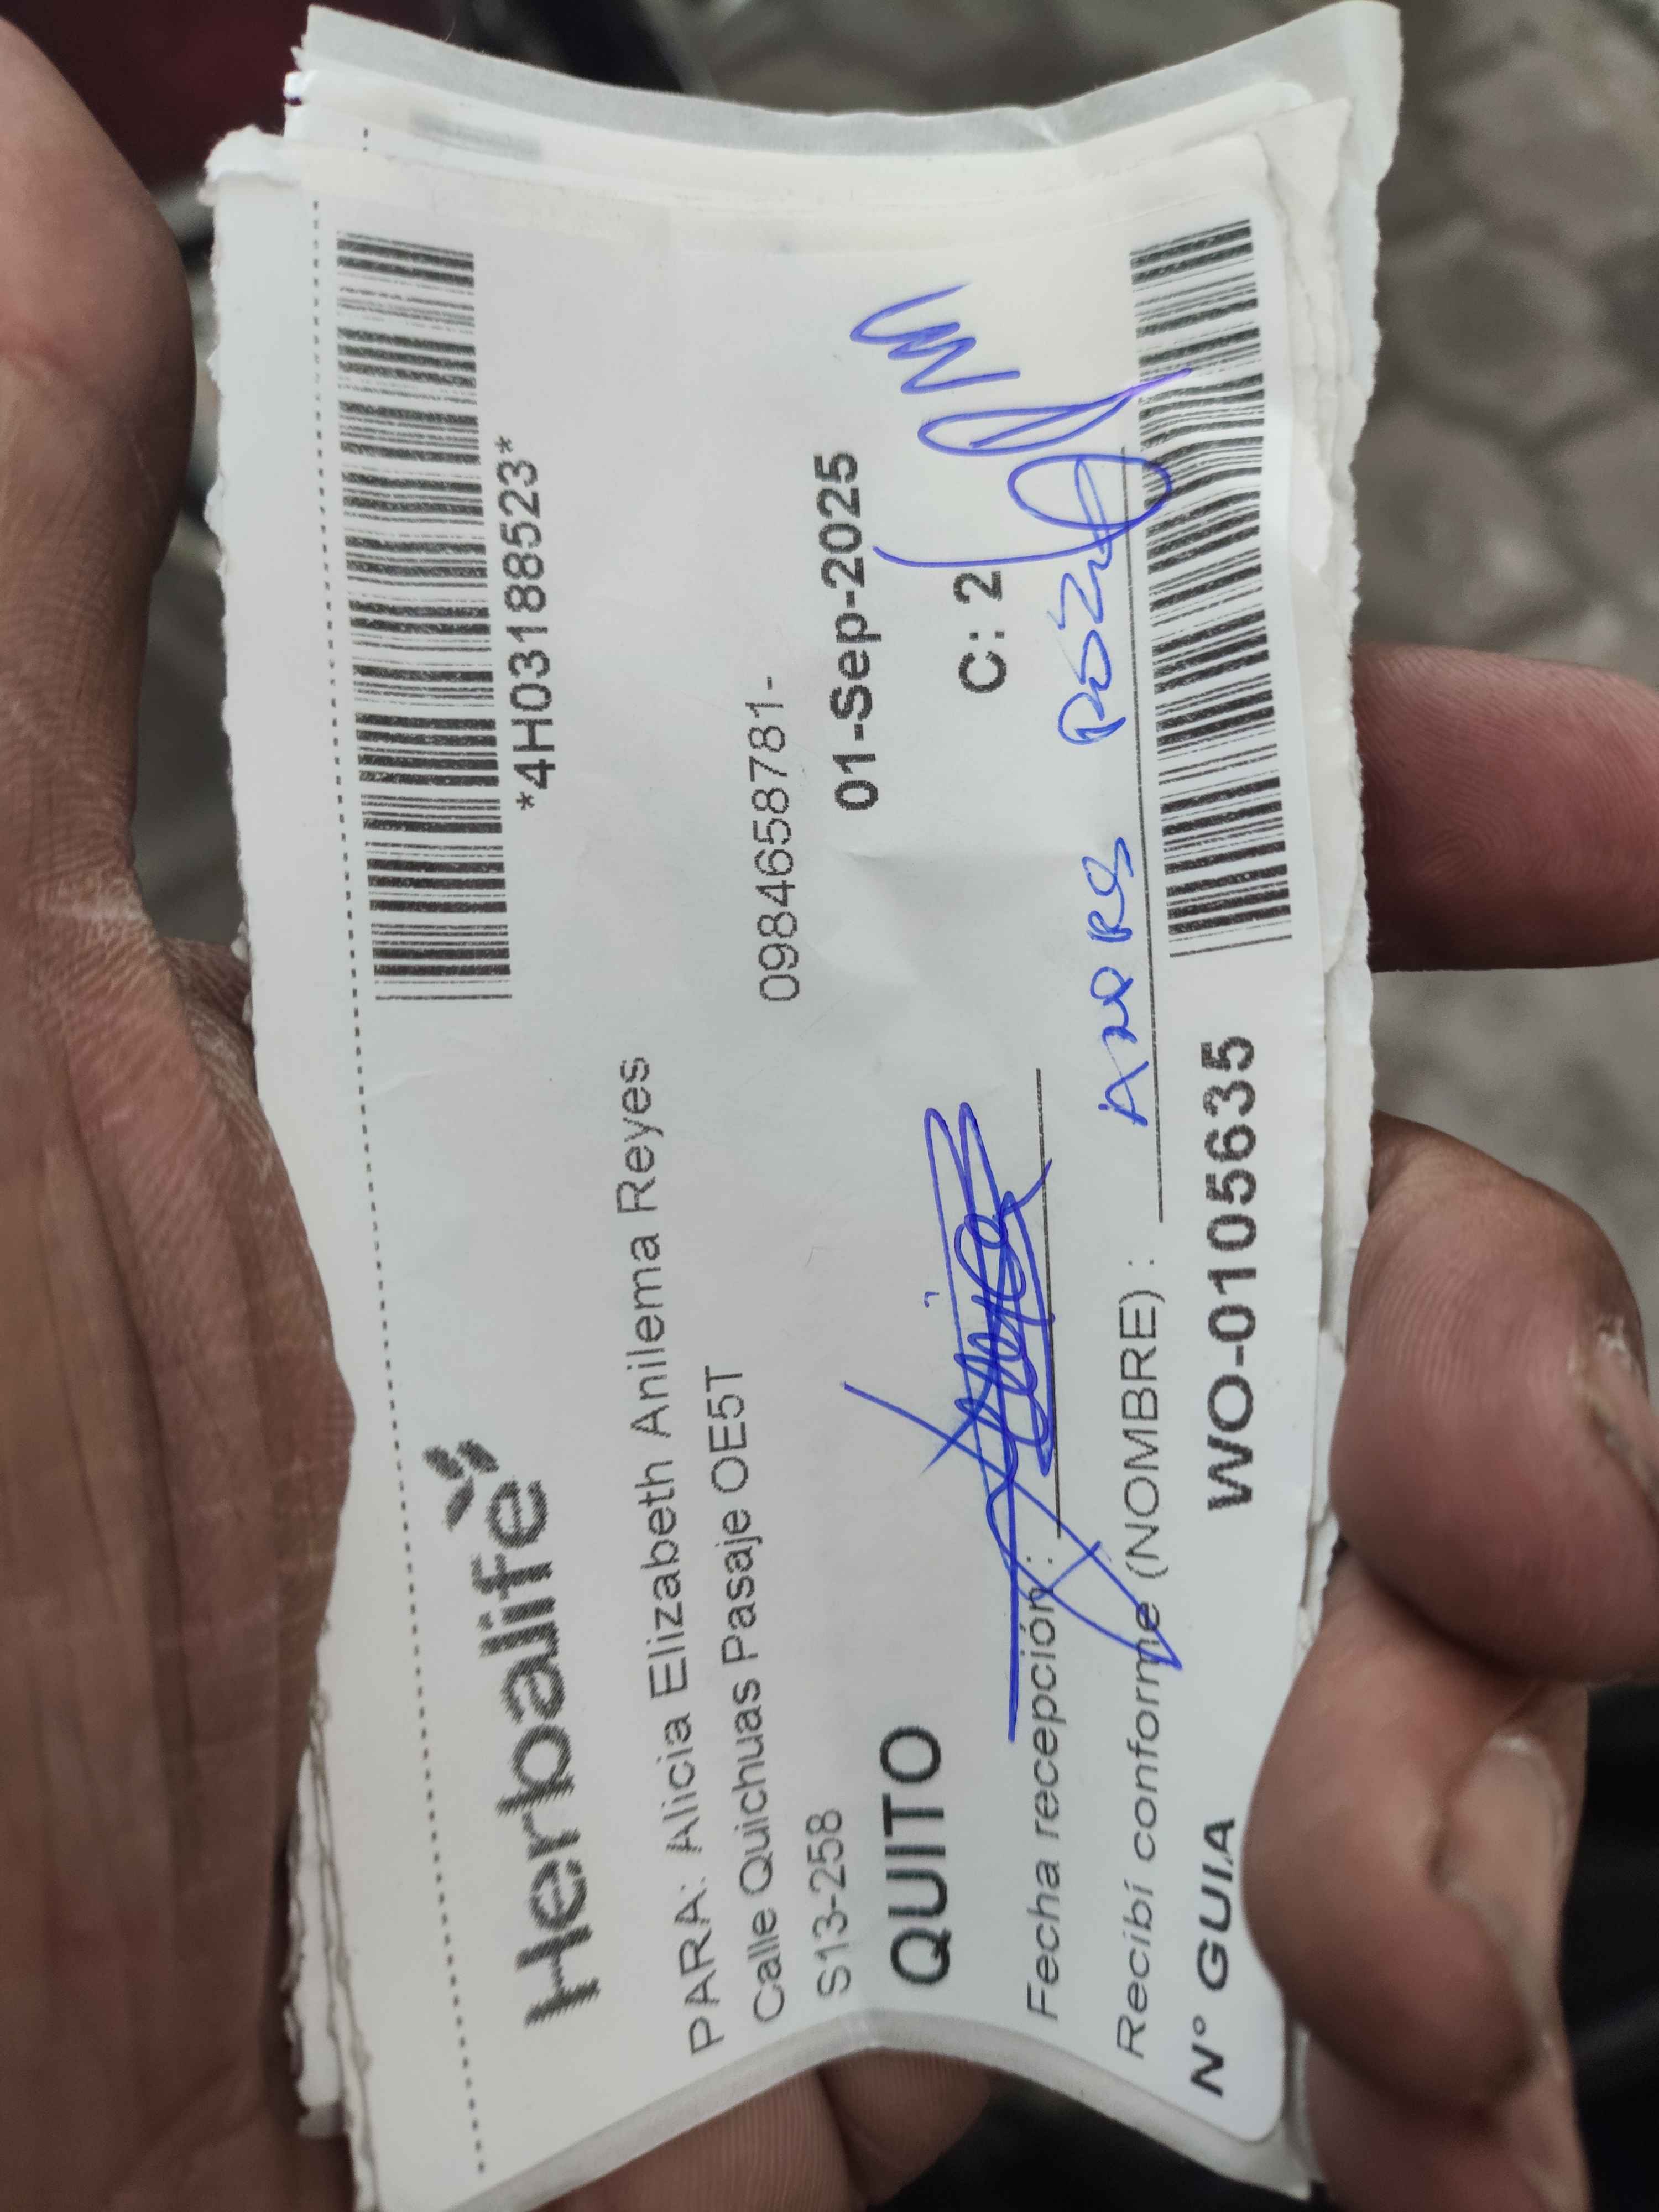 Herbalife
*4H03188523*
PARA: Alicia Elizabeth Anilema Reyes
Calle Quichuas Pasaje OE5T
S13-258
0984658781-
QUITO
01-Sep-2025
C: 2
Fecha recepción :
Recibí conforme (NOMBRE) :
N° GUIA
WO-0105635